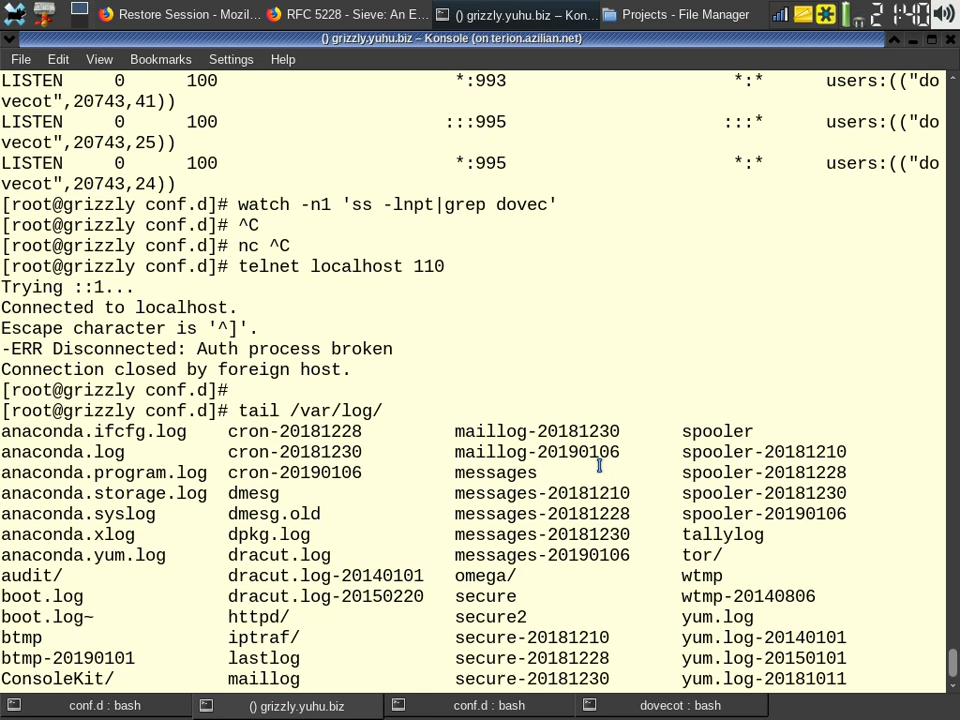 Restore Session - Mozil...
RFC 5228 - Sieve: An E...
() grizzly.yuhu.biz – Kon...
Projects - File Manager
21:40
() grizzly.yuhu.biz – Konsole (on terion.azilian.net)
File Edit View Bookmarks Settings Help
LISTEN 0 100 *:993 *:* users:(("do
vecot",20743,41))
LISTEN 0 100 :::995 :::* users:(("do
vecot",20743,25))
LISTEN 0 100 *:995 *:* users:(("do
vecot",20743,24))
[root@grizzly conf.d]# watch -n1 'ss -lnpt|grep dovec'
[root@grizzly conf.d]# ^C
[root@grizzly conf.d]# nc ^C
[root@grizzly conf.d]# telnet localhost 110
Trying ::1...
Connected to localhost.
Escape character is '^]'.
-ERR Disconnected: Auth process broken
Connection closed by foreign host.
[root@grizzly conf.d]#
[root@grizzly conf.d]# tail /var/log/
anaconda.ifcfg.log cron-20181228 maillog-20181230 spooler
anaconda.log cron-20181230 maillog-20190106 spooler-20181210
anaconda.program.log cron-20190106 messages spooler-20181228
anaconda.storage.log dmesg messages-20181210 spooler-20181230
anaconda.syslog dmesg.old messages-20181228 spooler-20190106
anaconda.xlog dpkg.log messages-20181230 tallylog
anaconda.yum.log dracut.log messages-20190106 tor/
audit/ dracut.log-20140101 omega/ wtmp
boot.log dracut.log-20150220 secure wtmp-20140806
boot.log~ httpd/ secure2 yum.log
btmp iptraf/ secure-20181210 yum.log-20140101
btmp-20190101 lastlog secure-20181228 yum.log-20150101
ConsoleKit/ maillog secure-20181230 yum.log-20181011
conf.d : bash
() grizzly.yuhu.biz
conf.d : bash
dovecot : bash